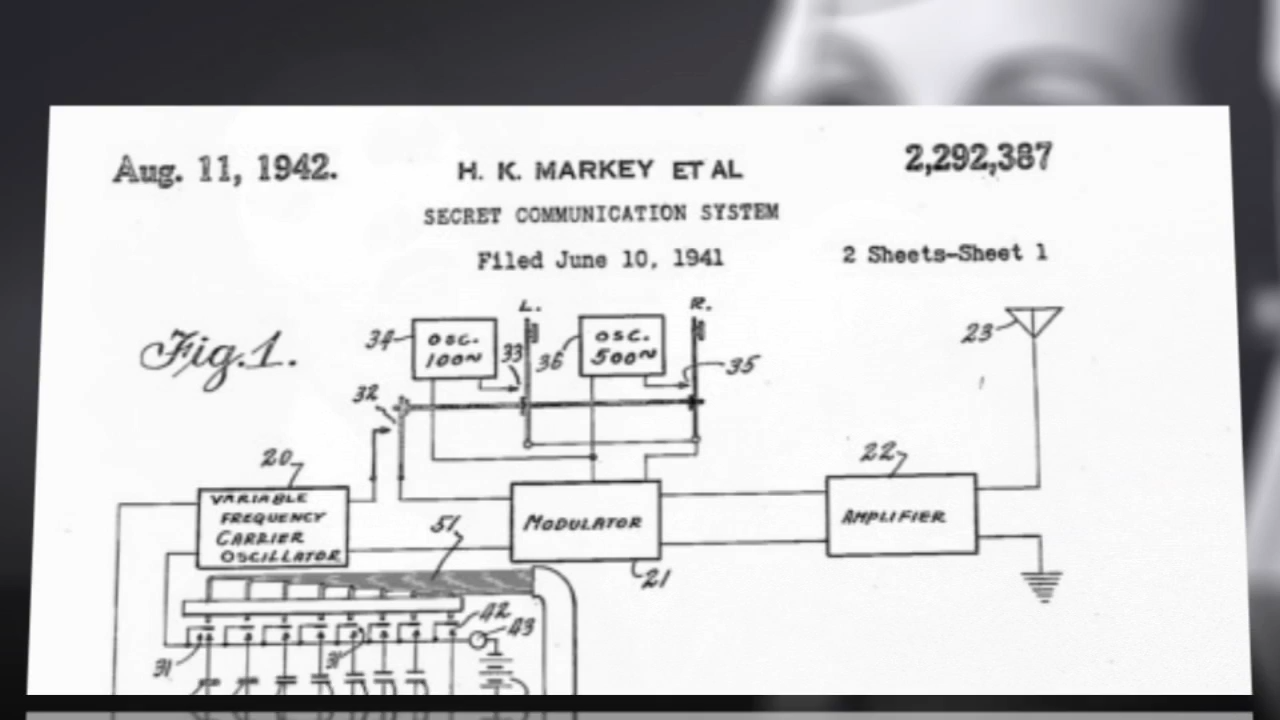 Aug. 11, 1942.
H. K. MARKEY ET AL
2,292,387
SECRET COMMUNICATION SYSTEM
Filed June 10, 1941
2 Sheets-Sheet 1
Fig.1.
L.
R.
34
OSC.
100~
33
36
OSC.
500~
35
23
32
20
VARIABLE
FREQUENCY
CARRIER
OSCILLATOR
51
MODULATOR
21
22
AMPLIFIER
42
43
31